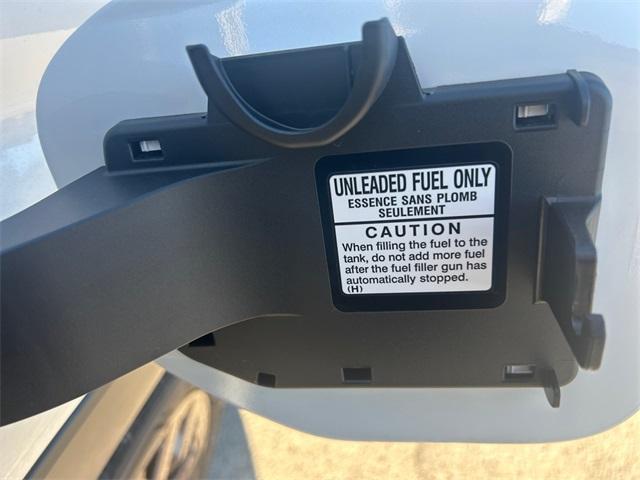 UNLEADED FUEL ONLY
ESSENCE SANS PLOMB
SEULEMENT
CAUTION
When filling the fuel to the
tank, do not add more fuel
after the fuel filler gun has
automatically stopped.
(H)